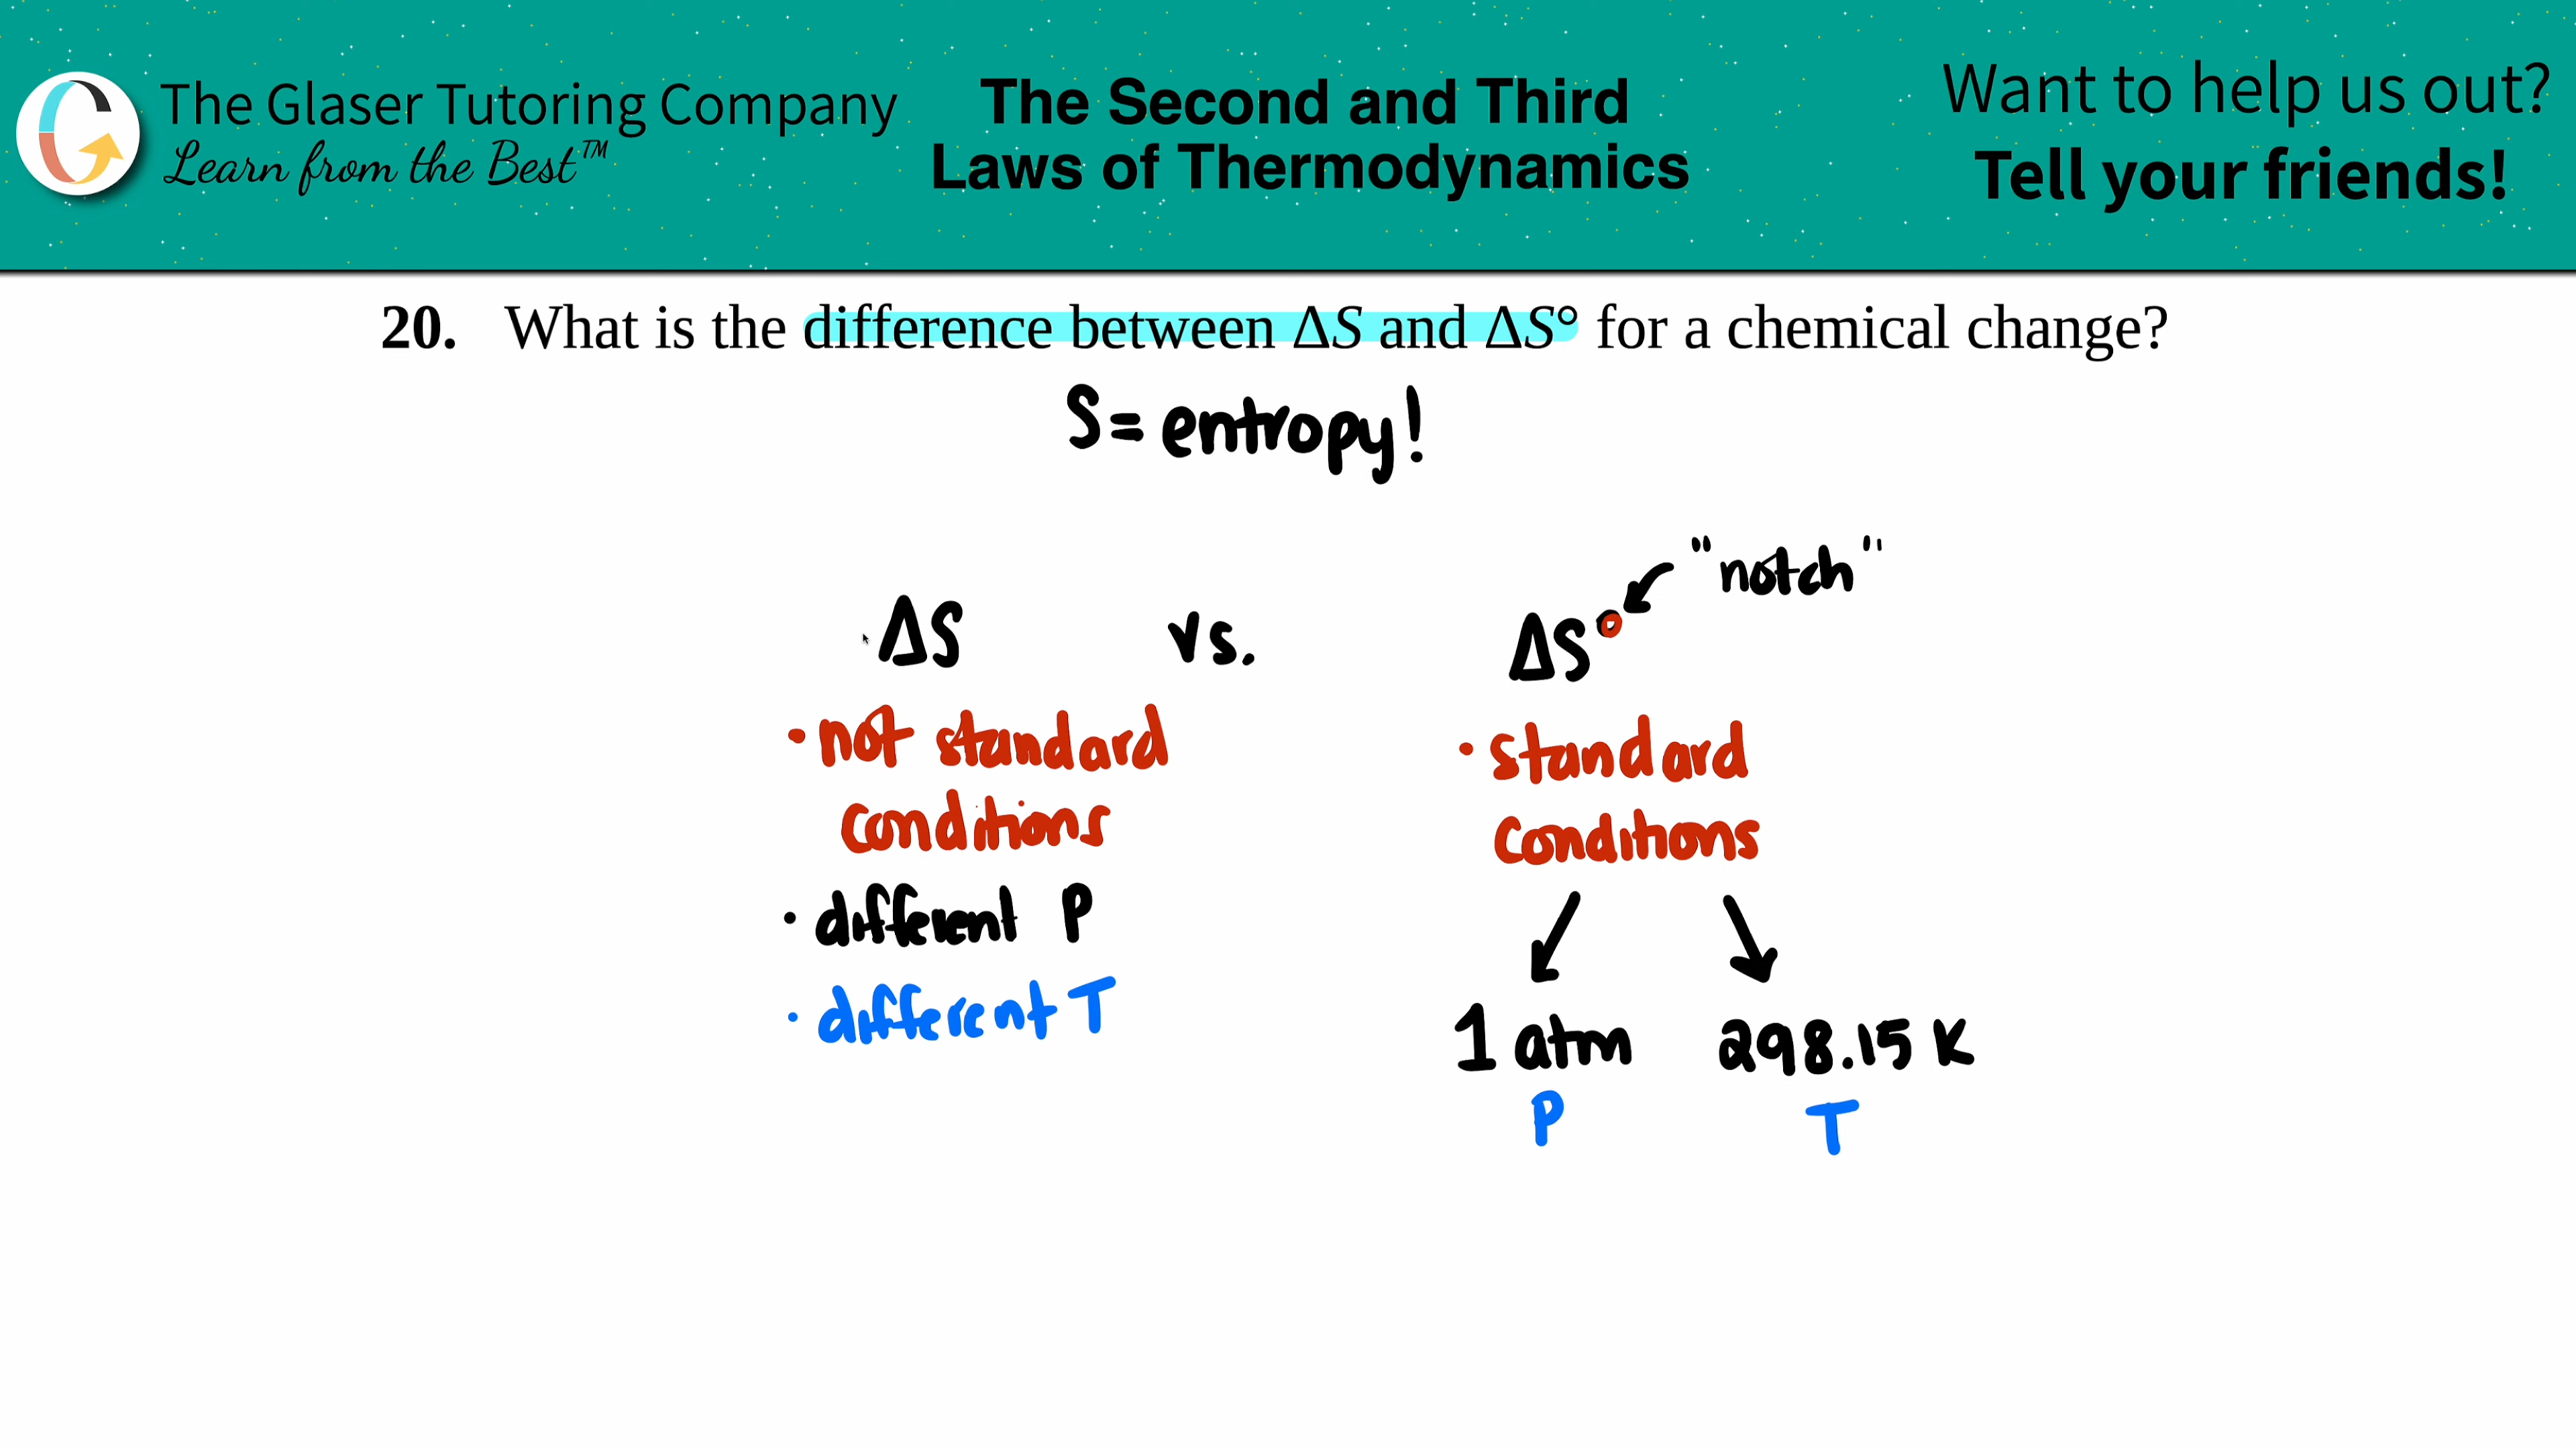 The Glaser Tutoring Company
Learn from the Best™
The Second and Third
Laws of Thermodynamics
Want to help us out?
Tell your friends!
20. What is the difference between ΔS and ΔS° for a chemical change?
S = entropy!
"notch"
ΔS vs. ΔS°
· not standard
conditions
· different P
· different T
· standard
conditions
1 atm 298.15 K
P T